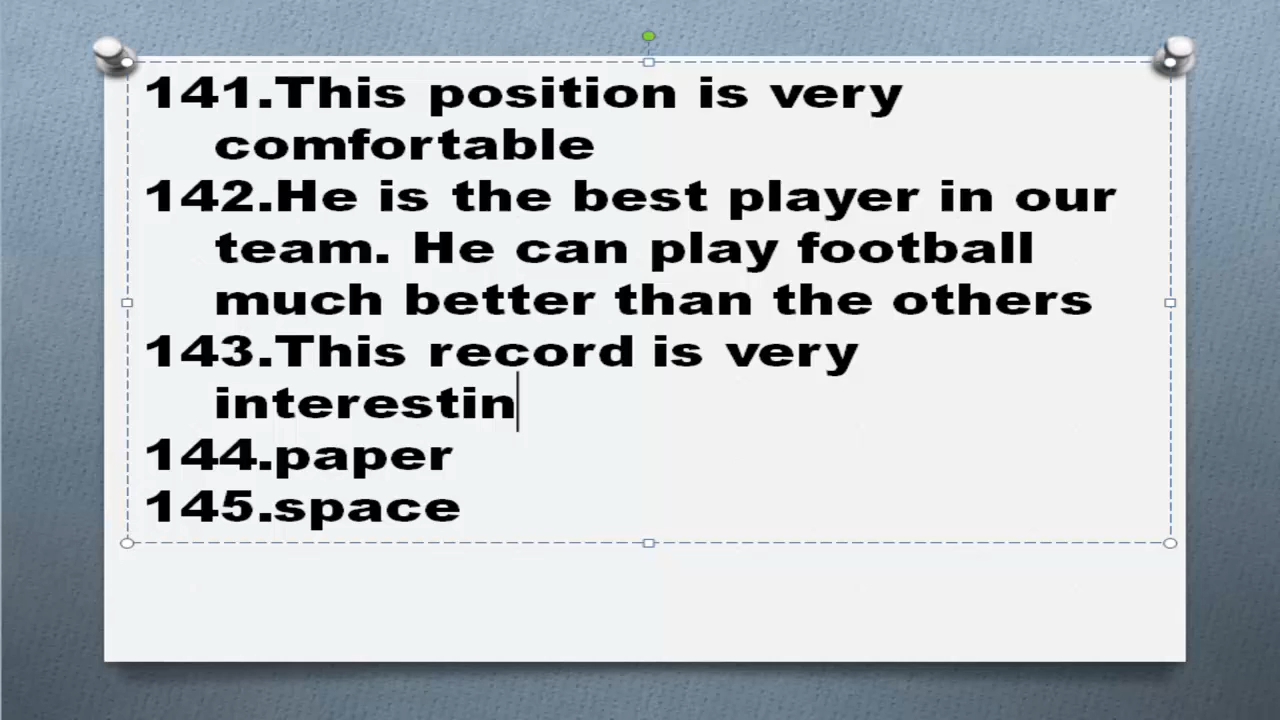 141.This position is very
comfortable
142.He is the best player in our
team. He can play football
much better than the others
143.This record is very
interestin
144.paper
145.space